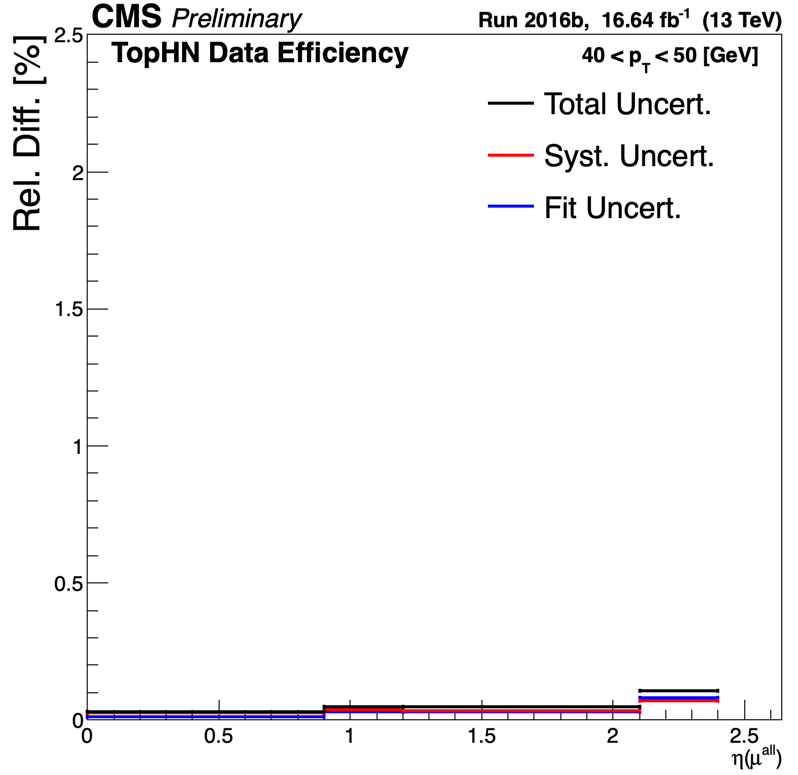 CMS Preliminary Run 2016b, 16.64 fb⁻¹ (13 TeV)
TopHN Data Efficiency 40 < p_T < 50 [GeV]
Total Uncert.
Syst. Uncert.
Fit Uncert.
Rel. Diff. [%]
2.5
2
1.5
1
0.5
0
0 0.5 1 1.5 2 2.5
η(μ^all)